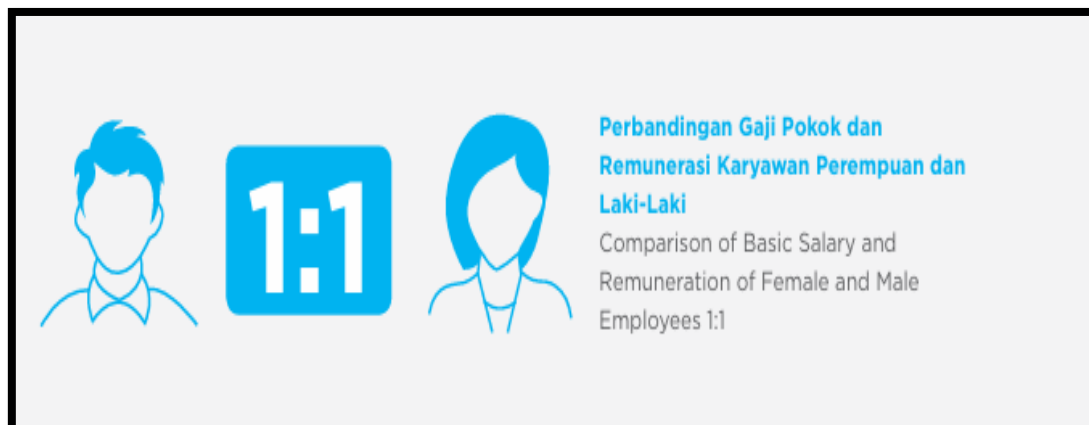 1:1
Perbandingan Gaji Pokok dan
Remunerasi Karyawan Perempuan dan
Laki-Laki
Comparison of Basic Salary and
Remuneration of Female and Male
Employees 1:1